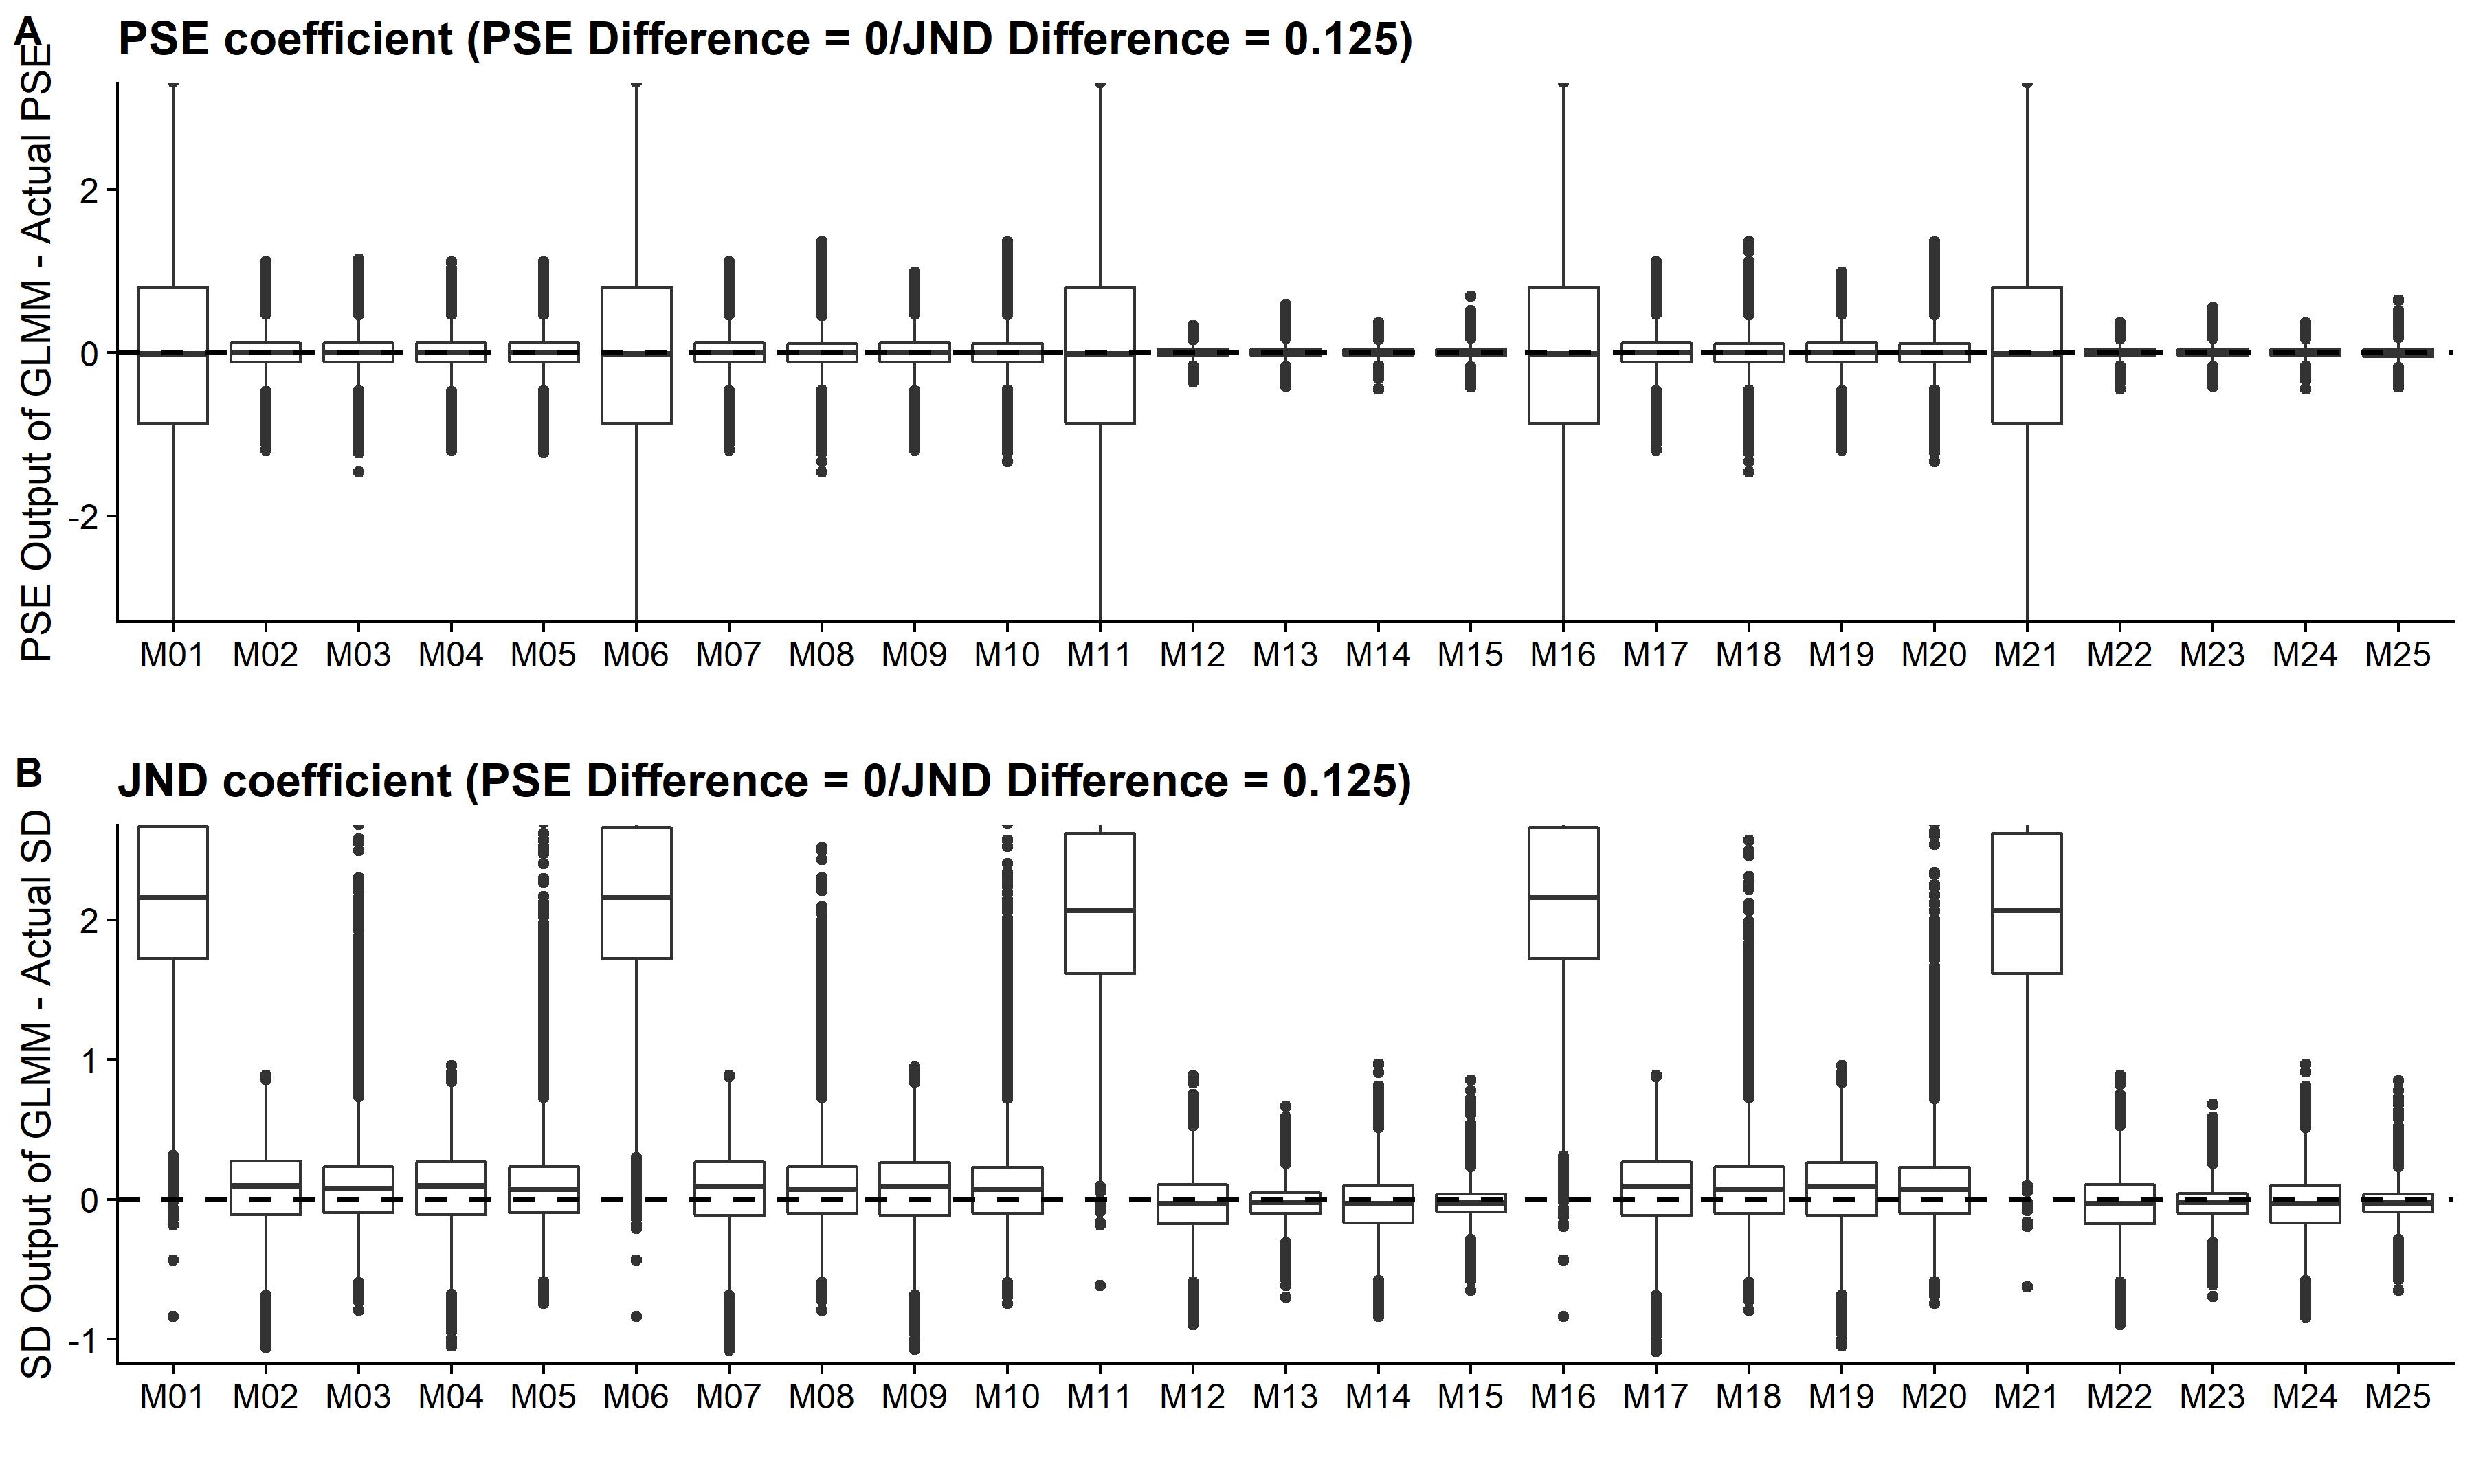 A
PSE coefficient (PSE Difference = 0/JND Difference = 0.125)
PSE Output of GLMM - Actual PSE
2
0
-2
M01 M02 M03 M04 M05 M06 M07 M08 M09 M10 M11 M12 M13 M14 M15 M16 M17 M18 M19 M20 M21 M22 M23 M24 M25
B
JND coefficient (PSE Difference = 0/JND Difference = 0.125)
SD Output of GLMM - Actual SD
2
1
0
-1
M01 M02 M03 M04 M05 M06 M07 M08 M09 M10 M11 M12 M13 M14 M15 M16 M17 M18 M19 M20 M21 M22 M23 M24 M25